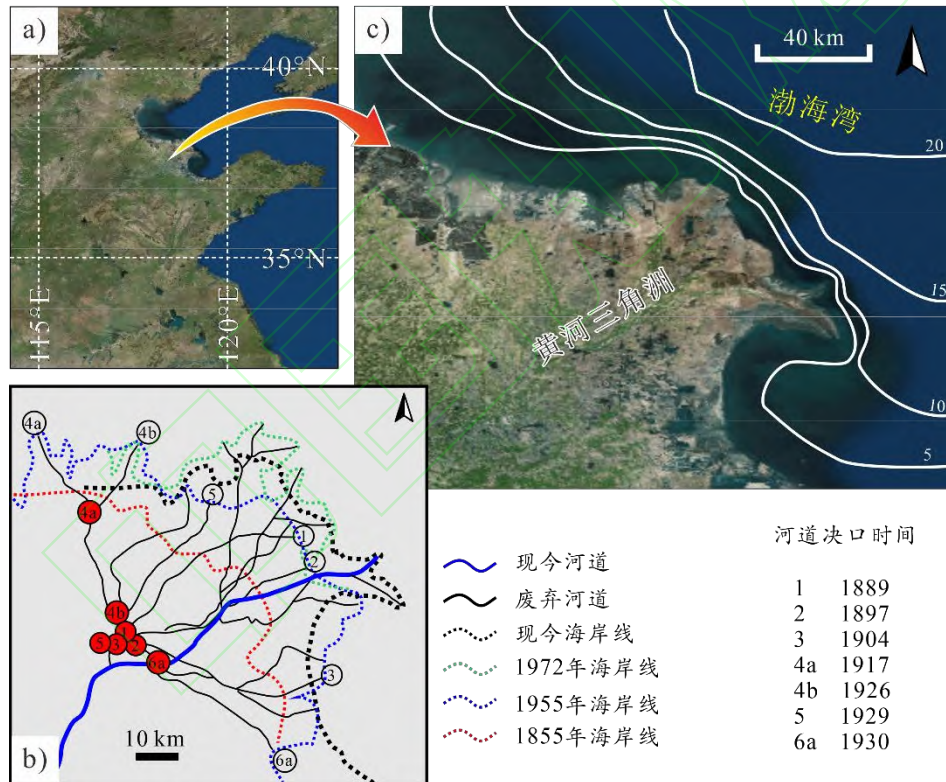 a)
40°N
35°N
115°E
120°E
c)
40 km
渤海湾
20
15
10
5
黄河三角洲
b)
4a
4b
5
1
2
3
6a
4a
4b
1
5
3
2
6a
10 km
现今河道
废弃河道
现今海岸线
1972年海岸线
1955年海岸线
1855年海岸线
河道决口时间
1 1889
2 1897
3 1904
4a 1917
4b 1926
5 1929
6a 1930